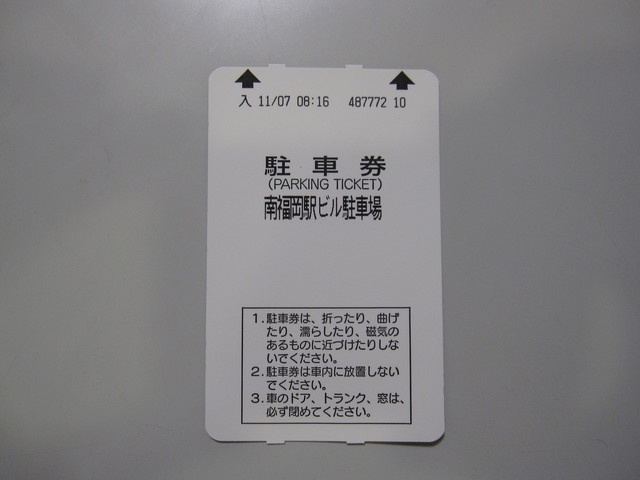 入 11/07 08:16 487772 10
駐車券
(PARKING TICKET)
南福岡駅ビル駐車場
1.駐車券は、折ったり、曲げ
たり、濡らしたり、磁気の
あるものに近づけたりしな
いでください。
2.駐車券は車内に放置しない
でください。
3.車のドア、トランク、窓は、
必ず閉めてください。